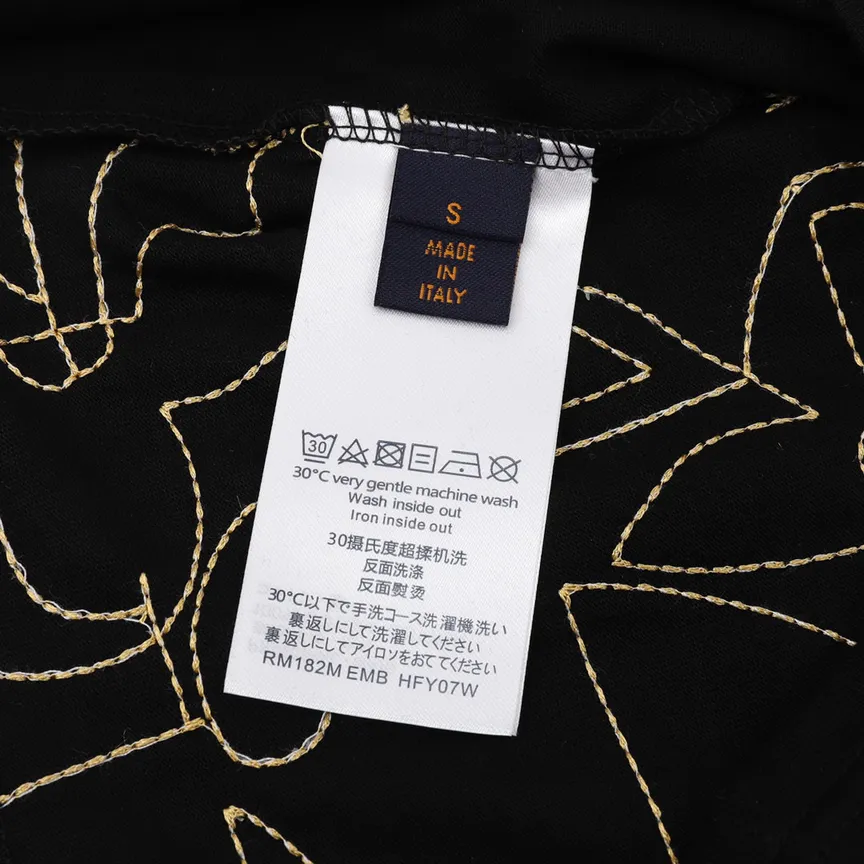 S
MADE
IN
ITALY
30
30°C very gentle machine wash
Wash inside out
Iron inside out
30摄氏度超揉机洗
反面洗涤
反面熨烫
30℃以下で手洗コース洗濯機洗い
裏返しにして洗濯してください
裏返しにしてアイロソをおててください
RM182M EMB HFY07W